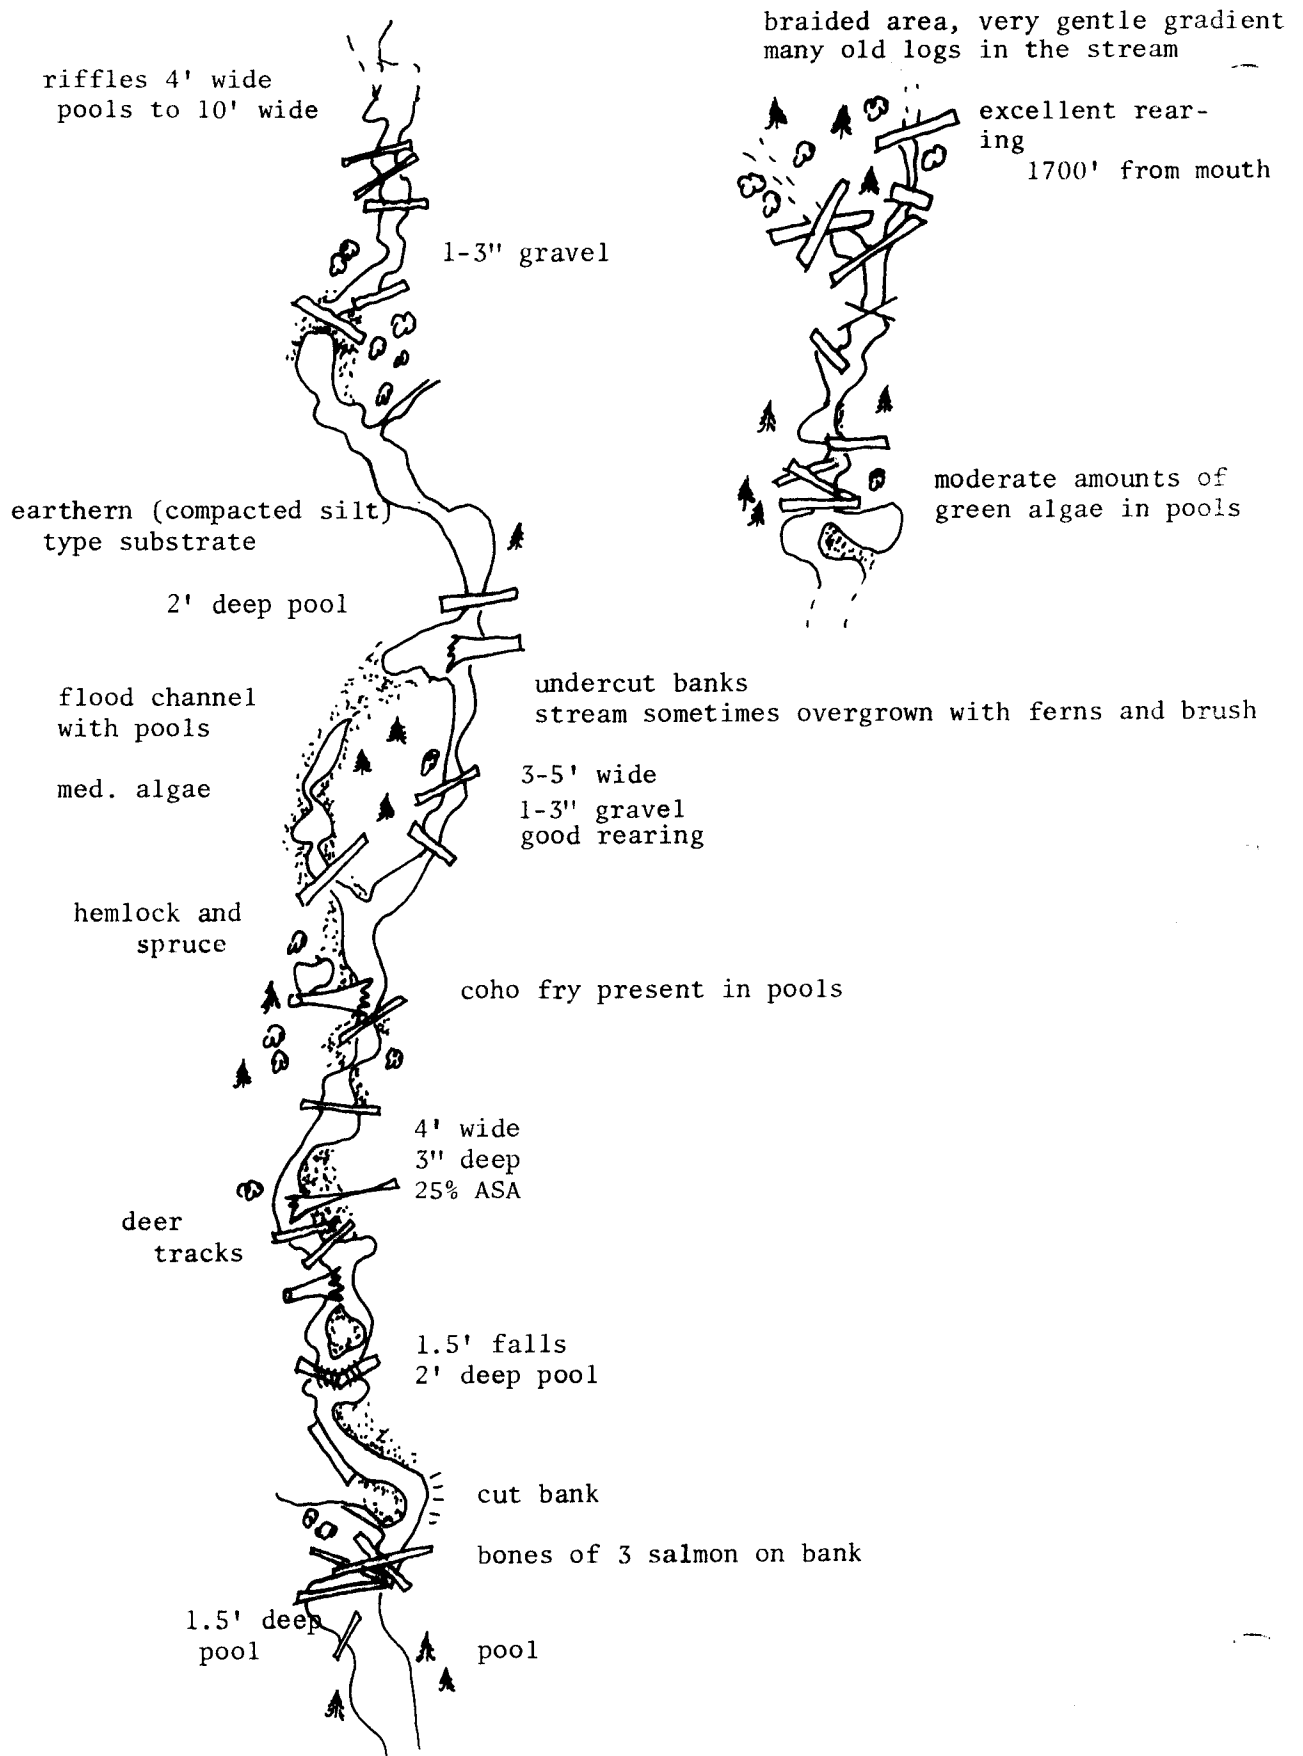 braided area, very gentle gradient
many old logs in the stream
riffles 4' wide
pools to 10' wide
excellent rear-
ing
1700' from mouth
1-3" gravel
moderate amounts of
green algae in pools
earthern (compacted silt)
type substrate
2' deep pool
flood channel
with pools
undercut banks
stream sometimes overgrown with ferns and brush
med. algae
3-5' wide
1-3" gravel
good rearing
hemlock and
spruce
coho fry present in pools
4' wide
3" deep
25% ASA
deer
tracks
1.5' falls
2' deep pool
cut bank
bones of 3 salmon on bank
1.5' deep
pool
pool